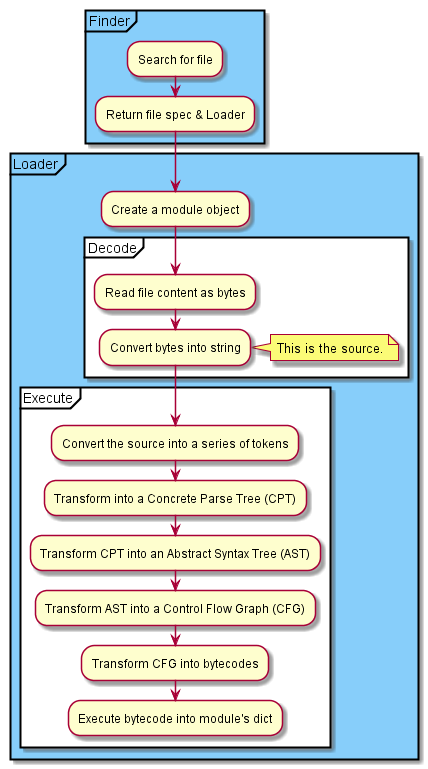 Finder
Search for file
Return file spec & Loader
Loader
Create a module object
Decode
Read file content as bytes
Convert bytes into string
This is the source.
Execute
Convert the source into a series of tokens
Transform into a Concrete Parse Tree (CPT)
Transform CPT into an Abstract Syntax Tree (AST)
Transform AST into a Control Flow Graph (CFG)
Transform CFG into bytecodes
Execute bytecode into module's dict